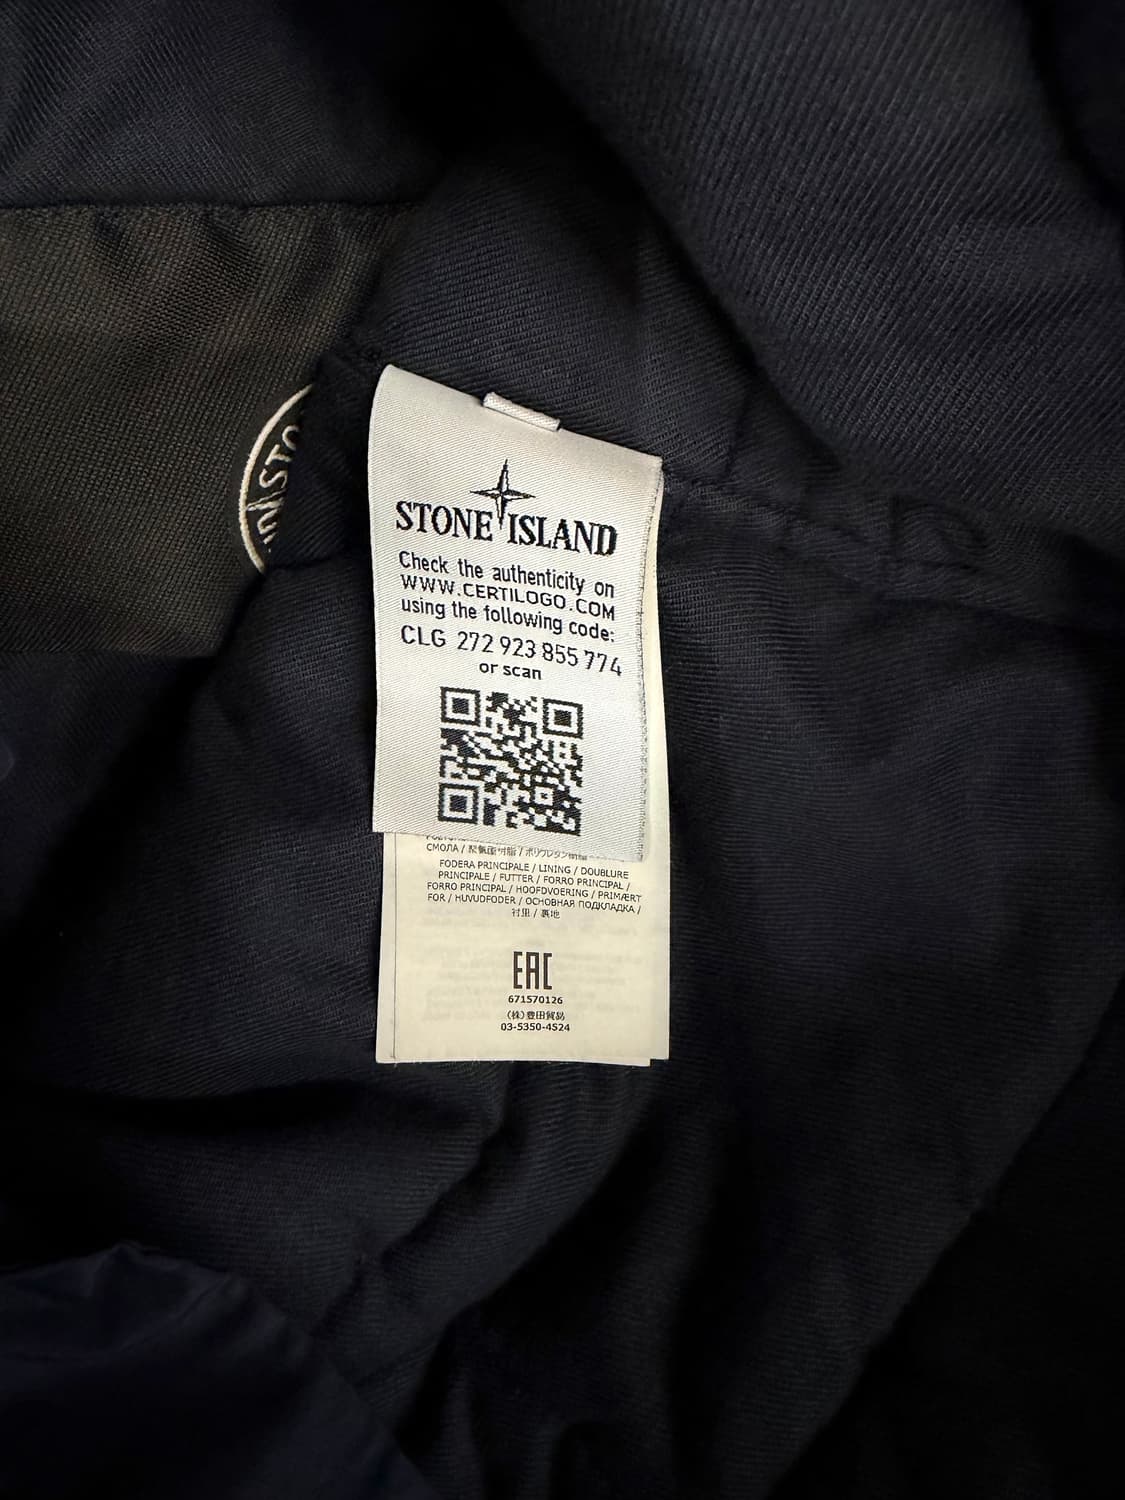 STONE ISLAND
Check the authenticity on
WWW.CERTILOGO.COM
using the following code:
CLG 272 923 855 774
or scan
СМОЛА / 聚氨酯树脂 / ポリウレタン樹脂
FODERA PRINCIPALE / LINING / DOUBLURE
PRINCIPALE / FUTTER / FORRO PRINCIPAL /
FORRO PRINCIPAL / HOOFDVOERING / PRIMÆRT
FOR / HUVUDFODER / ОСНОВНАЯ ПОДКЛАДКА /
衬里 / 裏地
EAC
671570126
(株)豊田貿易
03-5350-4524
STO